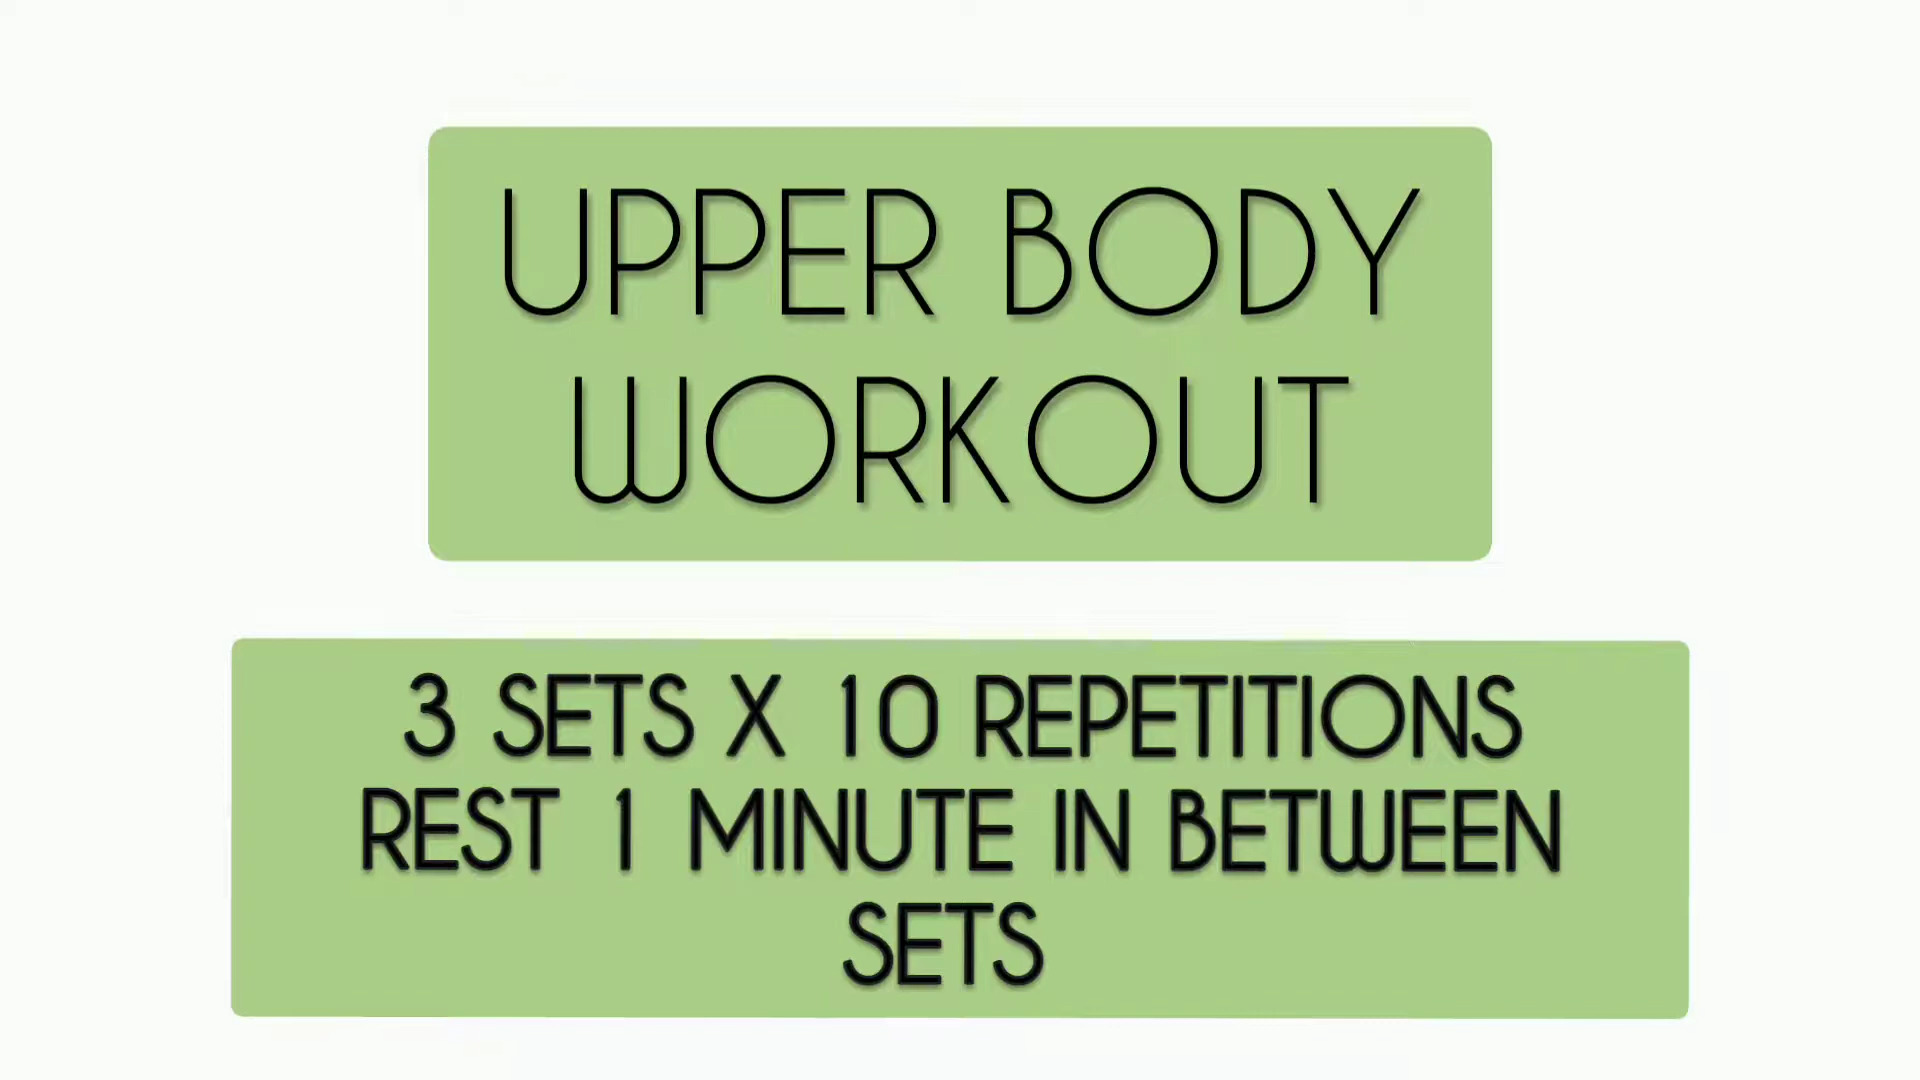 UPPER BODY
WORKOUT
3 SETS X 10 REPETITIONS
REST 1 MINUTE IN BETWEEN
SETS